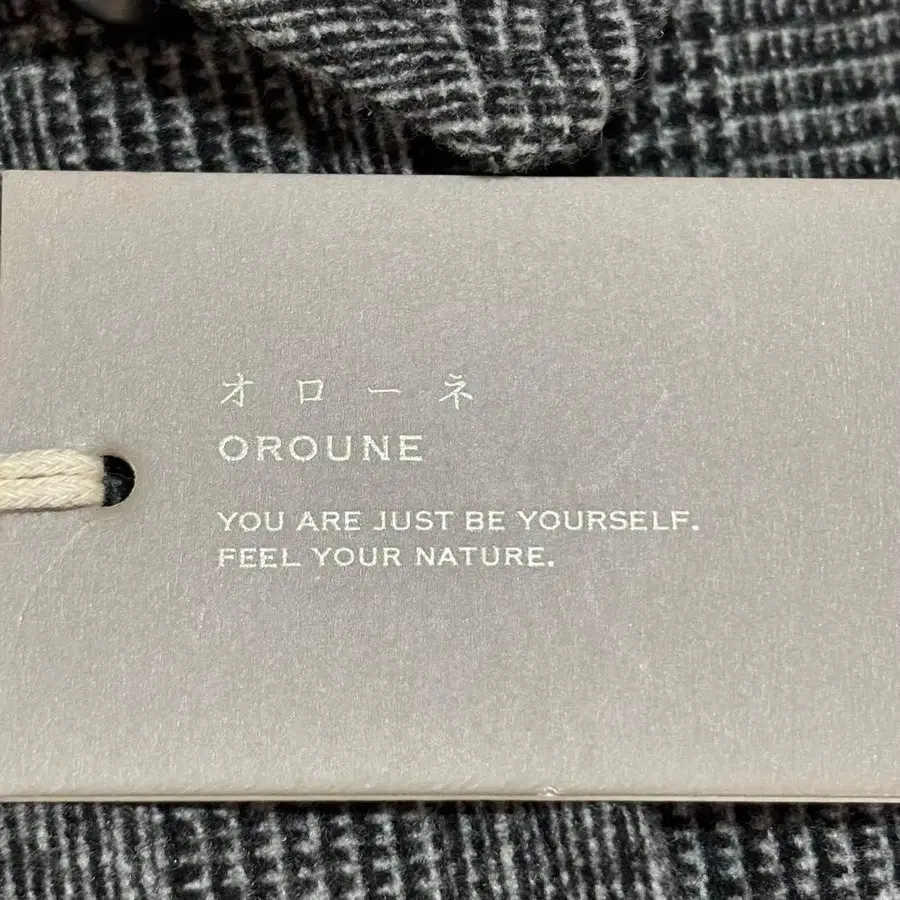 オローネ
OROUNE
YOU ARE JUST BE YOURSELF.
FEEL YOUR NATURE.